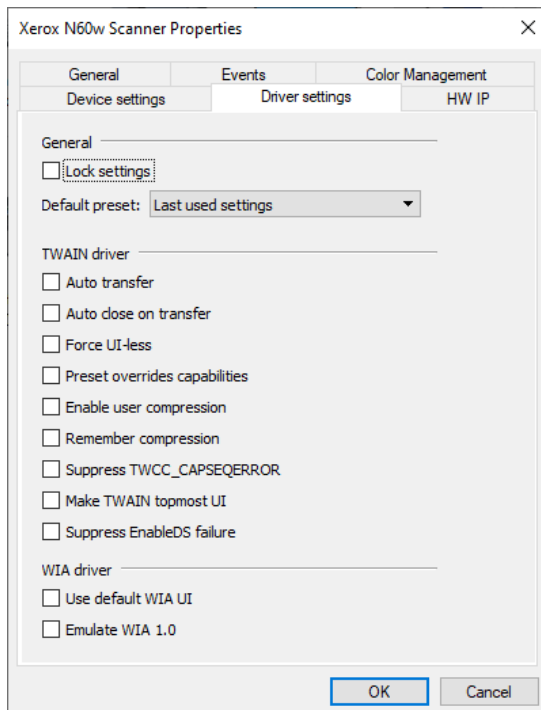 Xerox N60w Scanner Properties
General Events Color Management
Device settings Driver settings HW IP
General
Lock settings
Default preset: Last used settings
TWAIN driver
Auto transfer
Auto close on transfer
Force UI-less
Preset overrides capabilities
Enable user compression
Remember compression
Suppress TWCC_CAPSEQERROR
Make TWAIN topmost UI
Suppress EnableDS failure
WIA driver
Use default WIA UI
Emulate WIA 1.0
OK Cancel